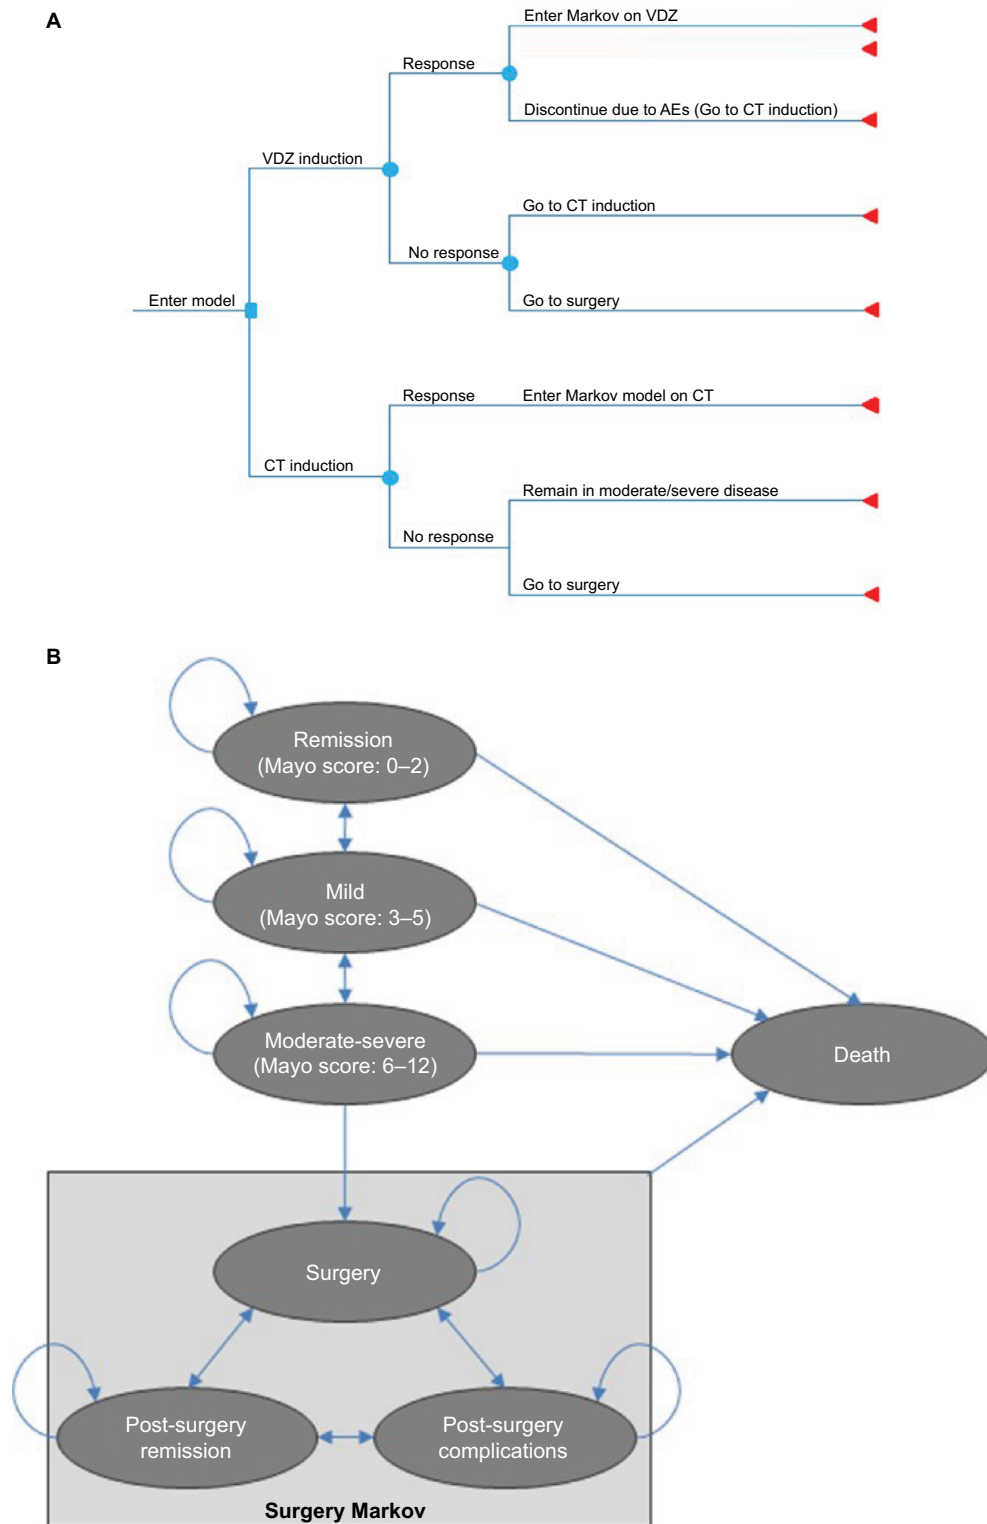 A
Enter Markov on VDZ
Response
Discontinue due to AEs (Go to CT induction)
VDZ induction
Go to CT induction
No response
Enter model
Go to surgery
Response
Enter Markov model on CT
CT induction
Remain in moderate/severe disease
No response
Go to surgery
B
Remission
(Mayo score: 0–2)
Mild
(Mayo score: 3–5)
Moderate-severe
(Mayo score: 6–12)
Death
Surgery
Post-surgery
remission
Post-surgery
complications
Surgery Markov